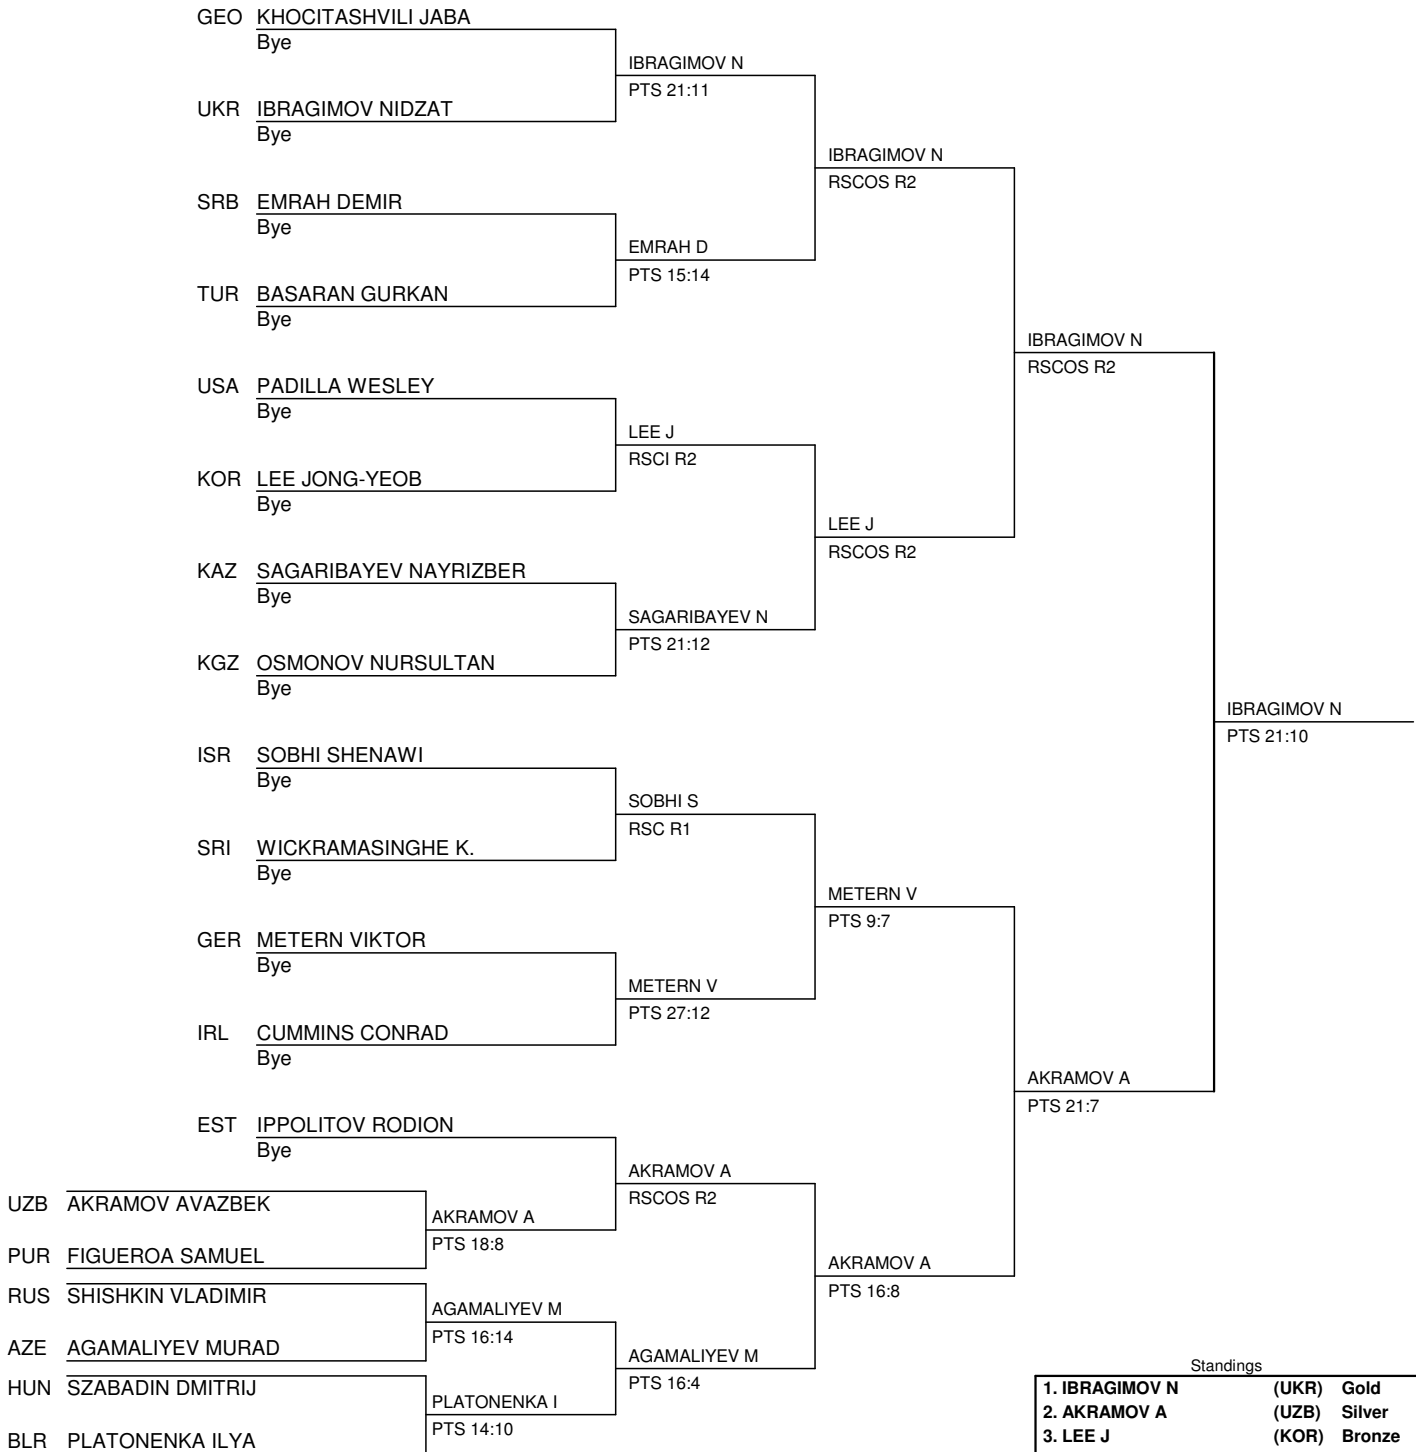 GEO KHOCITASHVILI JABA
Bye
IBRAGIMOV N
PTS 21:11
UKR IBRAGIMOV NIDZAT
Bye
IBRAGIMOV N
RSCOS R2
SRB EMRAH DEMIR
Bye
EMRAH D
PTS 15:14
TUR BASARAN GURKAN
Bye
IBRAGIMOV N
RSCOS R2
USA PADILLA WESLEY
Bye
LEE J
RSCI R2
KOR LEE JONG-YEOB
Bye
LEE J
RSCOS R2
KAZ SAGARIBAYEV NAYRIZBER
Bye
SAGARIBAYEV N
PTS 21:12
KGZ OSMONOV NURSULTAN
Bye
IBRAGIMOV N
PTS 21:10
ISR SOBHI SHENAWI
Bye
SOBHI S
RSC R1
SRI WICKRAMASINGHE K.
Bye
METERN V
PTS 9:7
GER METERN VIKTOR
Bye
METERN V
PTS 27:12
IRL CUMMINS CONRAD
Bye
AKRAMOV A
PTS 21:7
EST IPPOLITOV RODION
Bye
AKRAMOV A
RSCOS R2
UZB AKRAMOV AVAZBEK
AKRAMOV A
PTS 18:8
PUR FIGUEROA SAMUEL
AKRAMOV A
PTS 16:8
RUS SHISHKIN VLADIMIR
AGAMALIYEV M
PTS 16:14
AZE AGAMALIYEV MURAD
AGAMALIYEV M
PTS 16:4
HUN SZABADIN DMITRIJ
PLATONENKA I
PTS 14:10
BLR PLATONENKA ILYA
Standings
1. IBRAGIMOV N (UKR) Gold
2. AKRAMOV A (UZB) Silver
3. LEE J (KOR) Bronze